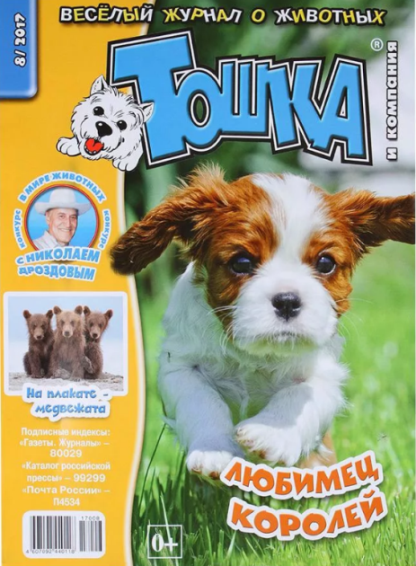 ВЕСЁЛЫЙ ЖУРНАЛ О ЖИВОТНЫХ
8/2017
ТОШКА
®
и компания
В МИРЕ ЖИВОТНЫХ
конкурс
конкурс
с НИКОЛАЕМ
ДРОЗДОВЫМ
На плакате -
медвежата
Подписные индексы:
«Газеты. Журналы» –
80029
«Каталог российской
прессы» – 99299
«Почта России» –
П4534
ЛЮБИМЕЦ
КОРОЛЕЙ
0+